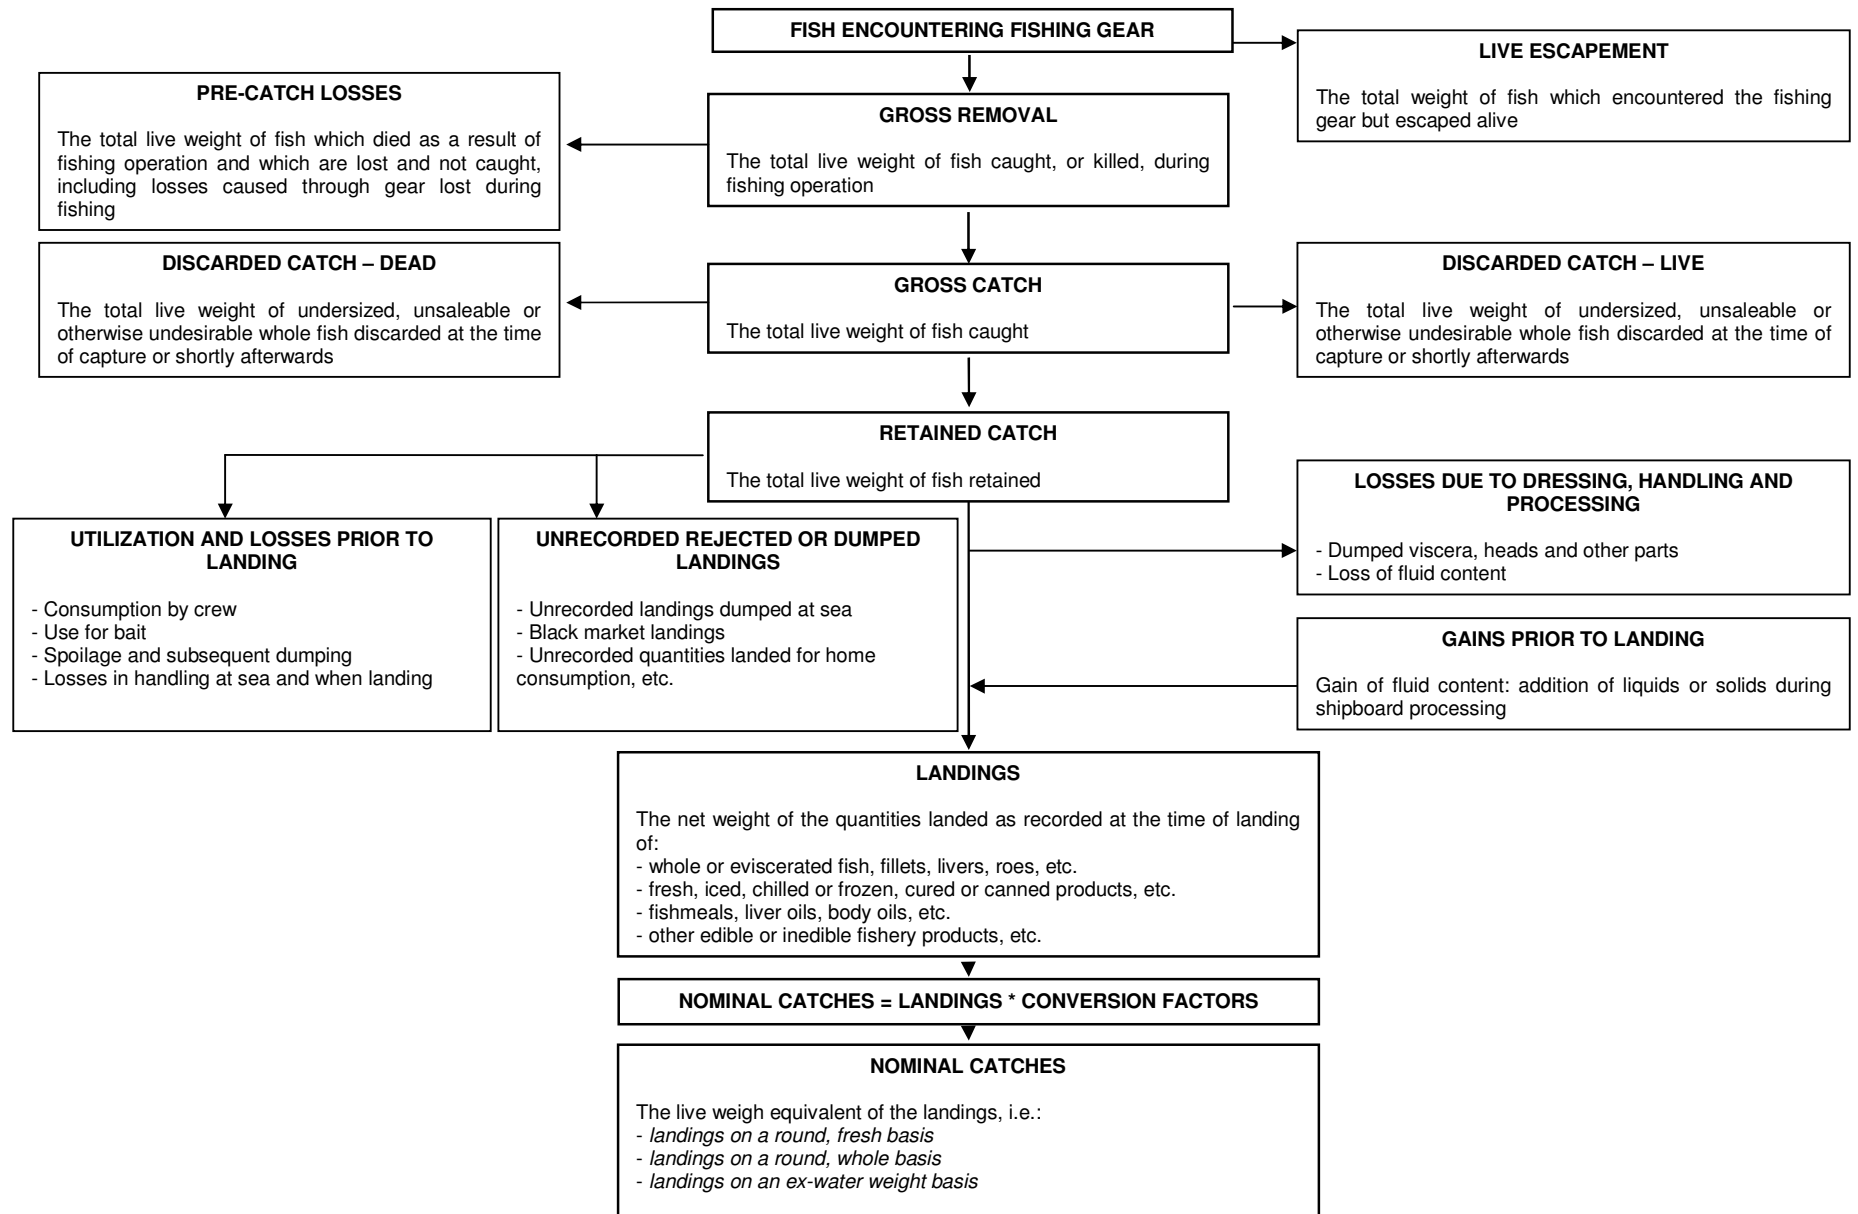 FISH ENCOUNTERING FISHING GEAR
LIVE ESCAPEMENT
The total weight of fish which encountered the fishing
gear but escaped alive
PRE-CATCH LOSSES
The total live weight of fish which died as a result of
fishing operation and which are lost and not caught,
including losses caused through gear lost during
fishing
GROSS REMOVAL
The total live weight of fish caught, or killed, during
fishing operation
DISCARDED CATCH – DEAD
The total live weight of undersized, unsaleable or
otherwise undesirable whole fish discarded at the time
of capture or shortly afterwards
GROSS CATCH
The total live weight of fish caught
DISCARDED CATCH – LIVE
The total live weight of undersized, unsaleable or
otherwise undesirable whole fish discarded at the time of
capture or shortly afterwards
RETAINED CATCH
The total live weight of fish retained
LOSSES DUE TO DRESSING, HANDLING AND
PROCESSING
- Dumped viscera, heads and other parts
- Loss of fluid content
UTILIZATION AND LOSSES PRIOR TO
LANDING
- Consumption by crew
- Use for bait
- Spoilage and subsequent dumping
- Losses in handling at sea and when landing
UNRECORDED REJECTED OR DUMPED
LANDINGS
- Unrecorded landings dumped at sea
- Black market landings
- Unrecorded quantities landed for home
consumption, etc.
GAINS PRIOR TO LANDING
Gain of fluid content: addition of liquids or solids during
shipboard processing
LANDINGS
The net weight of the quantities landed as recorded at the time of landing
of:
- whole or eviscerated fish, fillets, livers, roes, etc.
- fresh, iced, chilled or frozen, cured or canned products, etc.
- fishmeals, liver oils, body oils, etc.
- other edible or inedible fishery products, etc.
NOMINAL CATCHES = LANDINGS * CONVERSION FACTORS
NOMINAL CATCHES
The live weigh equivalent of the landings, i.e.:
- landings on a round, fresh basis
- landings on a round, whole basis
- landings on an ex-water weight basis